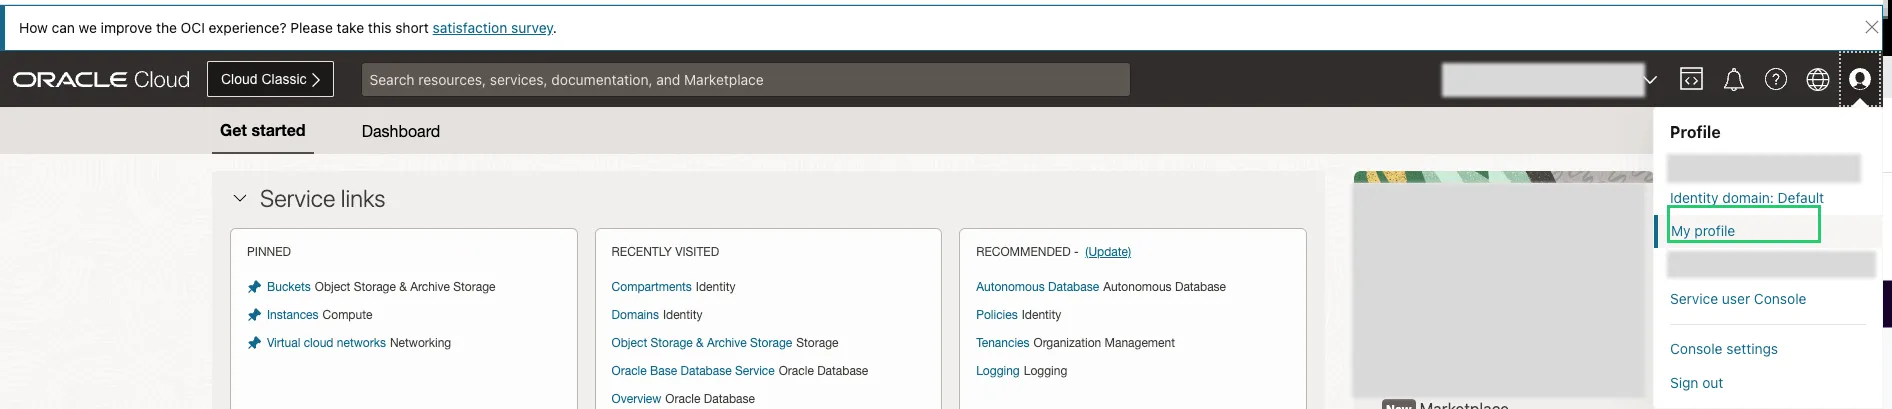 How can we improve the OCI experience? Please take this short satisfaction survey.
ORACLE Cloud
Cloud Classic
Search resources, services, documentation, and Marketplace
Get started
Dashboard
Service links
PINNED
Buckets Object Storage & Archive Storage
Instances Compute
Virtual cloud networks Networking
RECENTLY VISITED
Compartments Identity
Domains Identity
Object Storage & Archive Storage Storage
Oracle Base Database Service Oracle Database
Overview Oracle Database
RECOMMENDED - (Update)
Autonomous Database Autonomous Database
Policies Identity
Tenancies Organization Management
Logging Logging
New Marketplace
Profile
Identity domain: Default
My profile
Service user Console
Console settings
Sign out